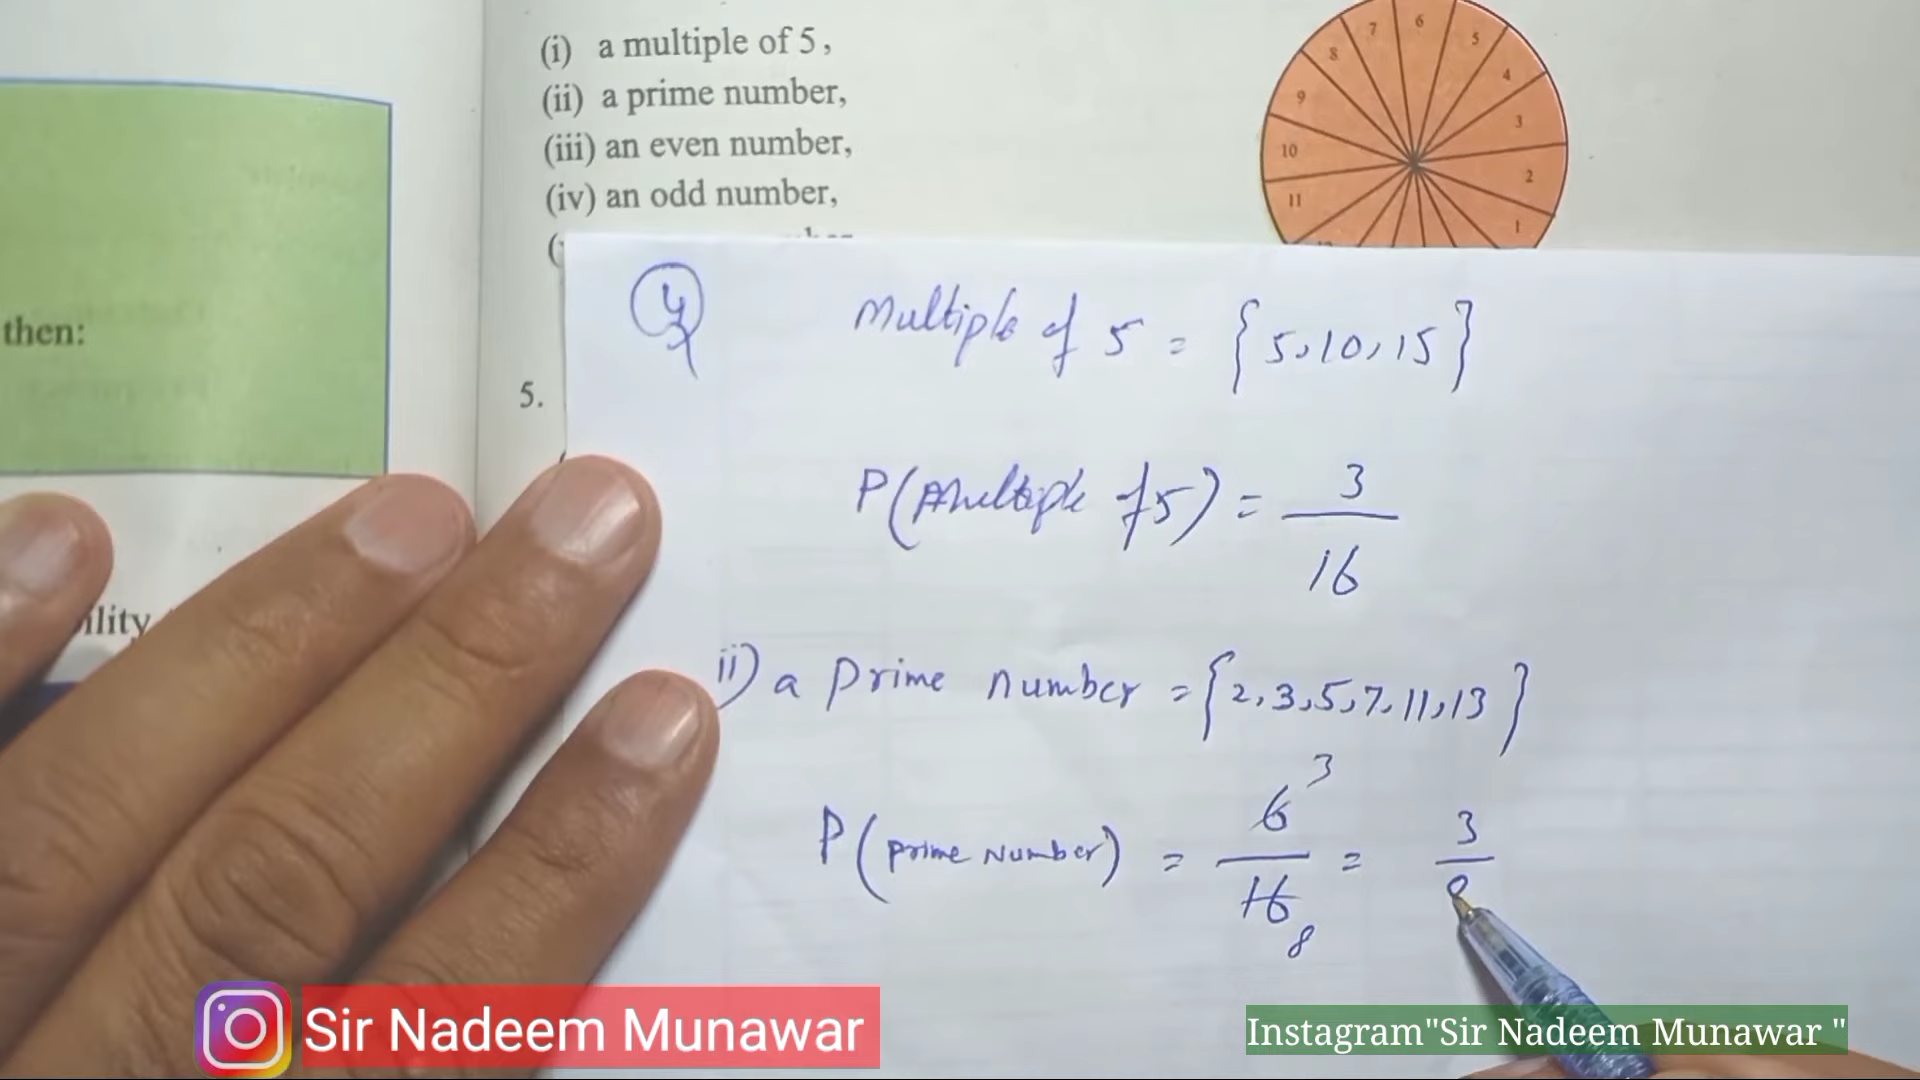 (i) a multiple of 5,
(ii) a prime number,
(iii) an even number,
(iv) an odd number,
7 6 5 4 3 2 1
8 9 10 11
then:
5.
ility
Q4 Multiple of 5 = {5,10,15}
P(Multiple of 5) = 3/16
ii) a prime number = {2,3,5,7,11,13}
P(prime Number) = 6 3/16 8 = 3/8
Sir Nadeem Munawar
Instagram"Sir Nadeem Munawar "